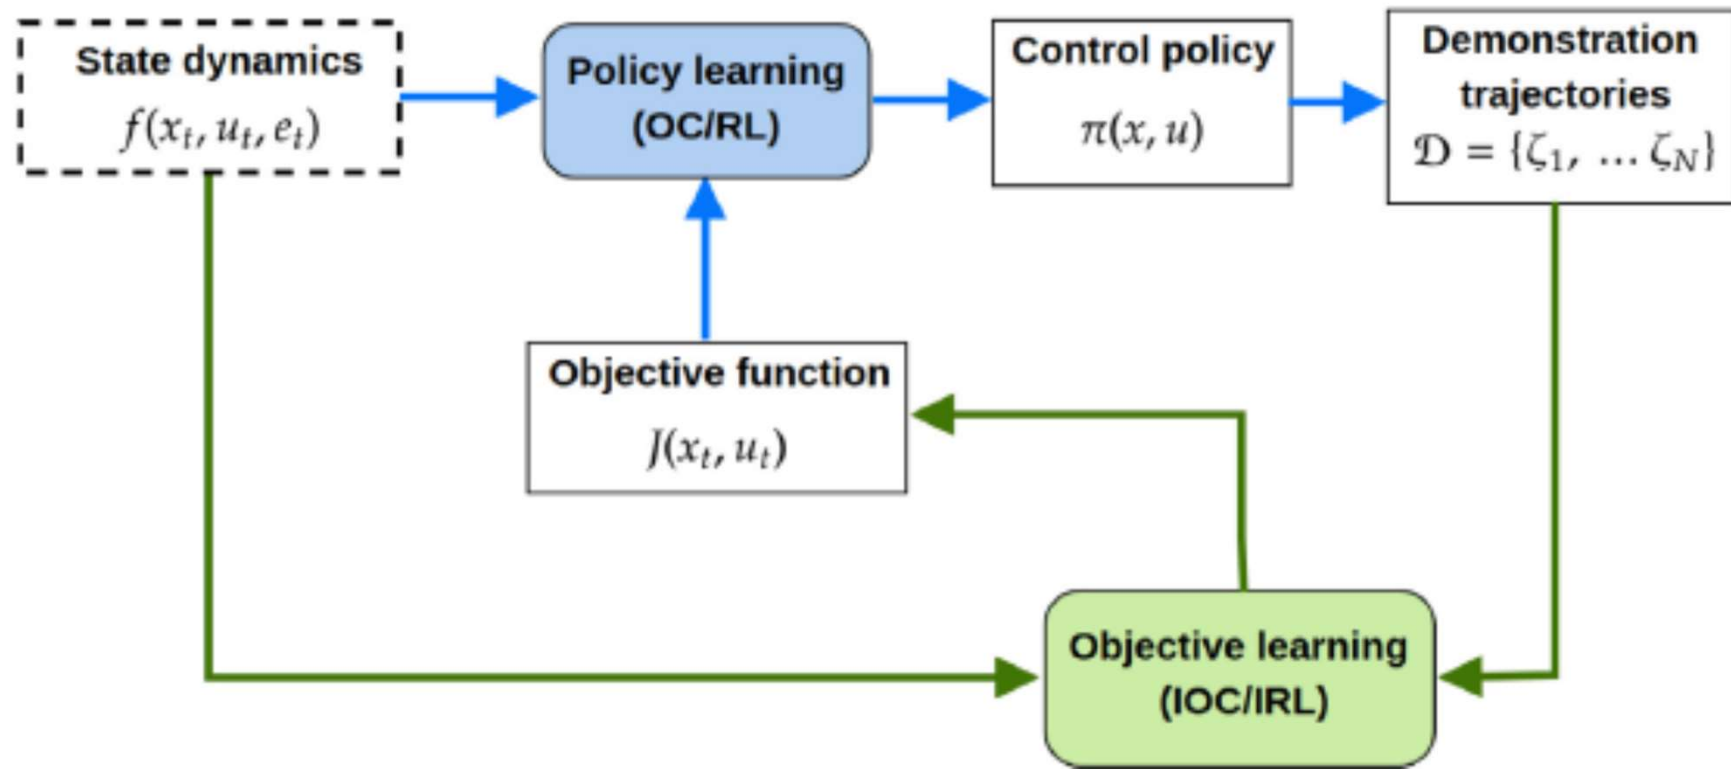 State dynamics
f(xₜ, uₜ, eₜ)
Policy learning
(OC/RL)
Control policy
π(x, u)
Demonstration
trajectories
𝔇 = {ζ₁, … ζ_N}
Objective function
J(xₜ, uₜ)
Objective learning
(IOC/IRL)